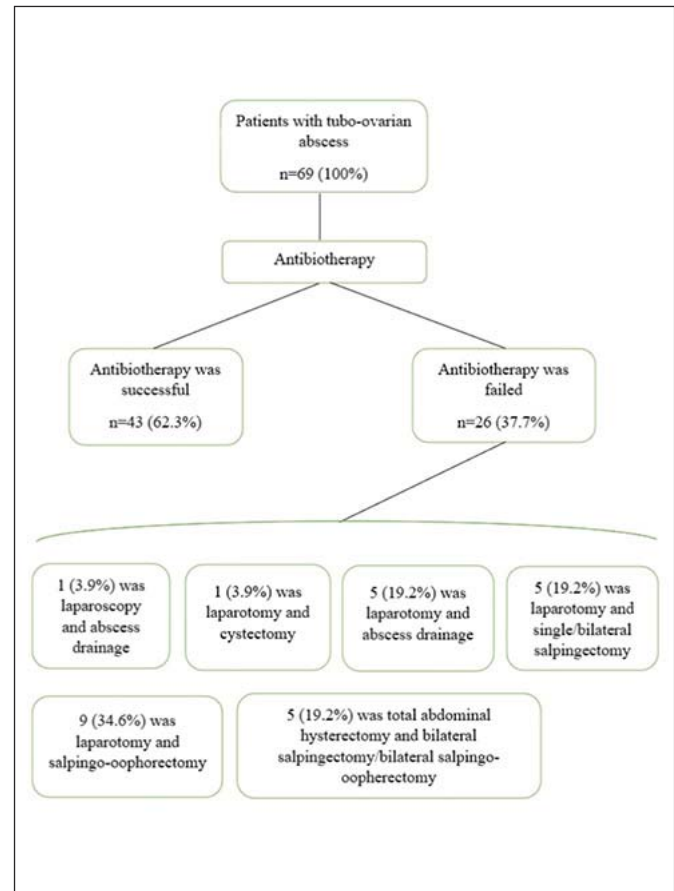 Patients with tubo-ovarian
abscess
n=69 (100%)
Antibiotherapy
Antibiotherapy was
successful
n=43 (62.3%)
Antibiotherapy was
failed
n=26 (37.7%)
1 (3.9%) was
laparoscopy
and abscess
drainage
1 (3.9%) was
laparotomy and
cystectomy
5 (19.2%) was
laparotomy and
abscess drainage
5 (19.2%) was
laparotomy and
single/bilateral
salpingectomy
9 (34.6%) was
laparotomy and
salpingo-oophorectomy
5 (19.2%) was total abdominal
hysterectomy and bilateral
salpingectomy/bilateral salpingo-
oopherectomy